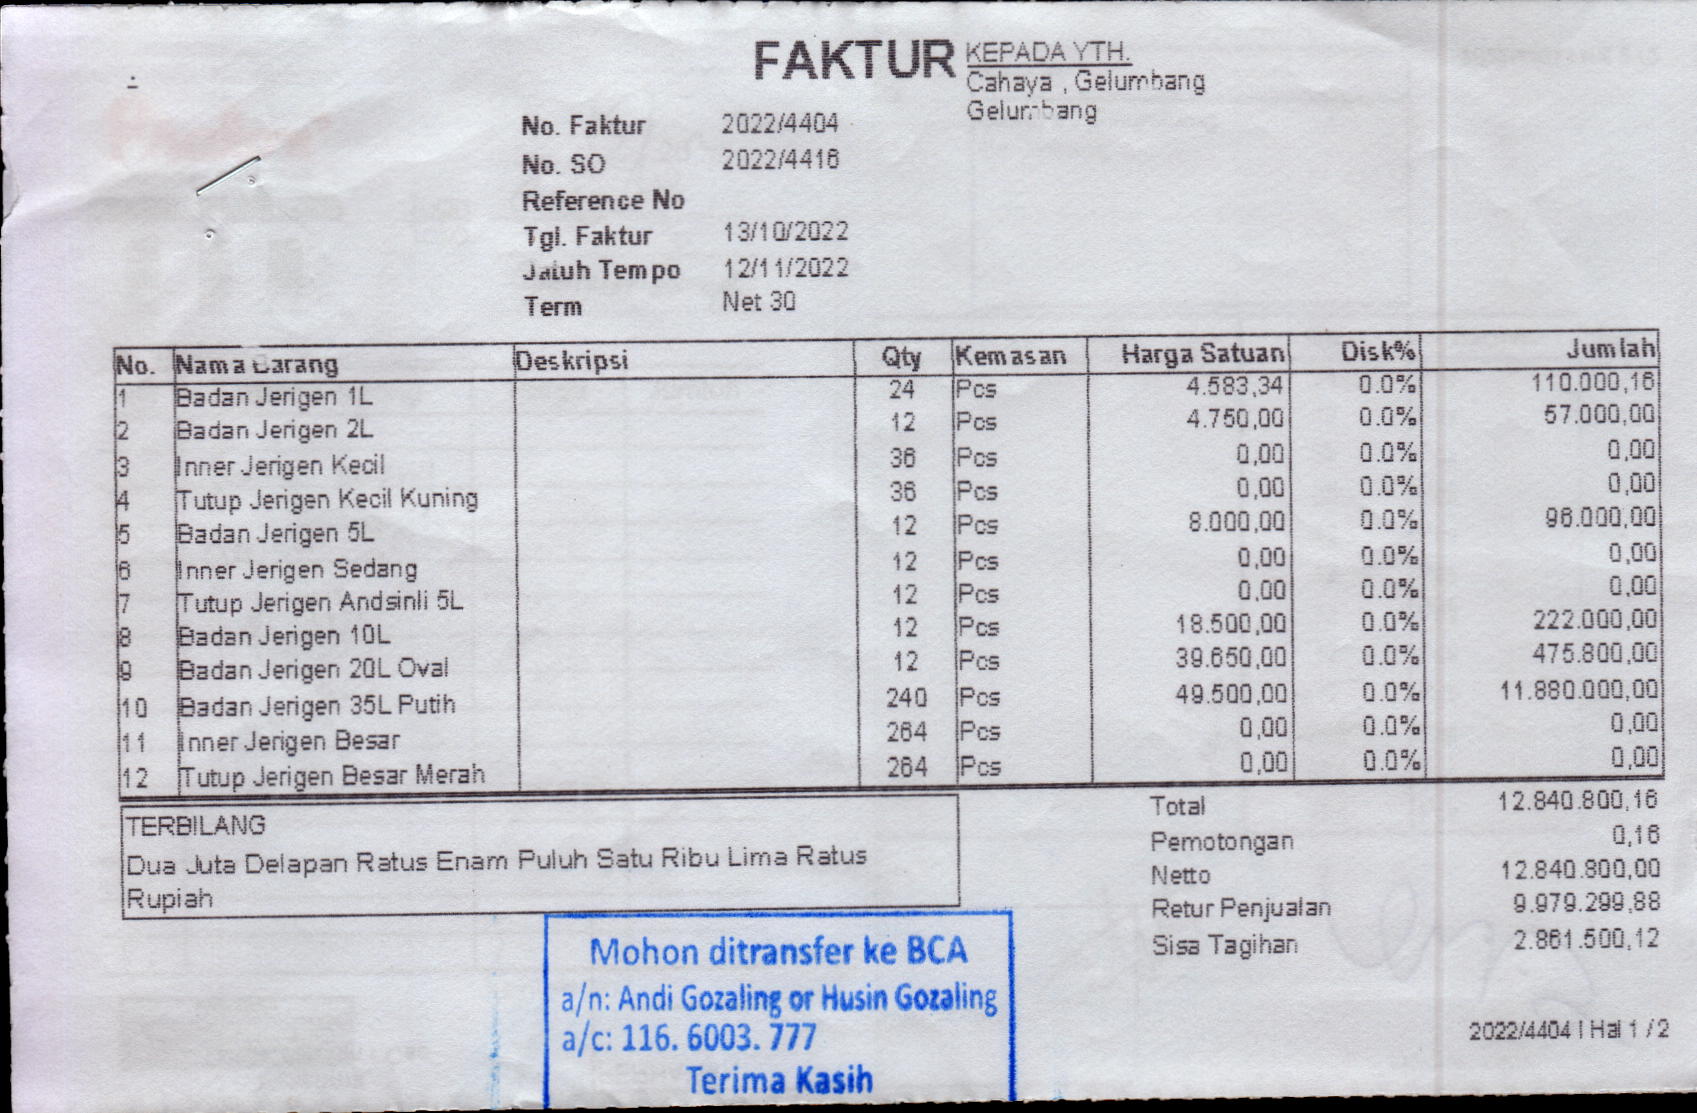 FAKTUR
KEPADA YTH.
Cahaya , Gelumbang
Gelumbang
No. Faktur 2022/4404
No. SO 2022/4416
Reference No
Tgl. Faktur 13/10/2022
Jatuh Tempo 12/11/2022
Term Net 30
No. Nama Barang Deskripsi Qty Kemasan Harga Satuan Disk% Jumlah
1 Badan Jerigen 1L 24 Pcs 4.583,34 0.0% 110.000,16
2 Badan Jerigen 2L 12 Pcs 4.750,00 0.0% 57.000,00
3 Inner Jerigen Kecil 36 Pcs 0,00 0.0% 0,00
4 Tutup Jerigen Kecil Kuning 36 Pcs 0,00 0.0% 0,00
5 Badan Jerigen 5L 12 Pcs 8.000,00 0.0% 96.000,00
6 Inner Jerigen Sedang 12 Pcs 0,00 0.0% 0,00
7 Tutup Jerigen Andsinli 5L 12 Pcs 0,00 0.0% 0,00
8 Badan Jerigen 10L 12 Pcs 18.500,00 0.0% 222.000,00
9 Badan Jerigen 20L Oval 12 Pcs 39.650,00 0.0% 475.800,00
10 Badan Jerigen 35L Putih 240 Pcs 49.500,00 0.0% 11.880.000,00
11 Inner Jerigen Besar 264 Pcs 0,00 0.0% 0,00
12 Tutup Jerigen Besar Merah 264 Pcs 0,00 0.0% 0,00
TERBILANG
Dua Juta Delapan Ratus Enam Puluh Satu Ribu Lima Ratus
Rupiah
Total 12.840.800,16
Pemotongan 0,16
Netto 12.840.800,00
Retur Penjualan 9.979.299,88
Sisa Tagihan 2.861.500,12
Mohon ditransfer ke BCA
a/n: Andi Gozaling or Husin Gozaling
a/c: 116. 6003. 777
Terima Kasih
2022/4404 | Hal 1 / 2